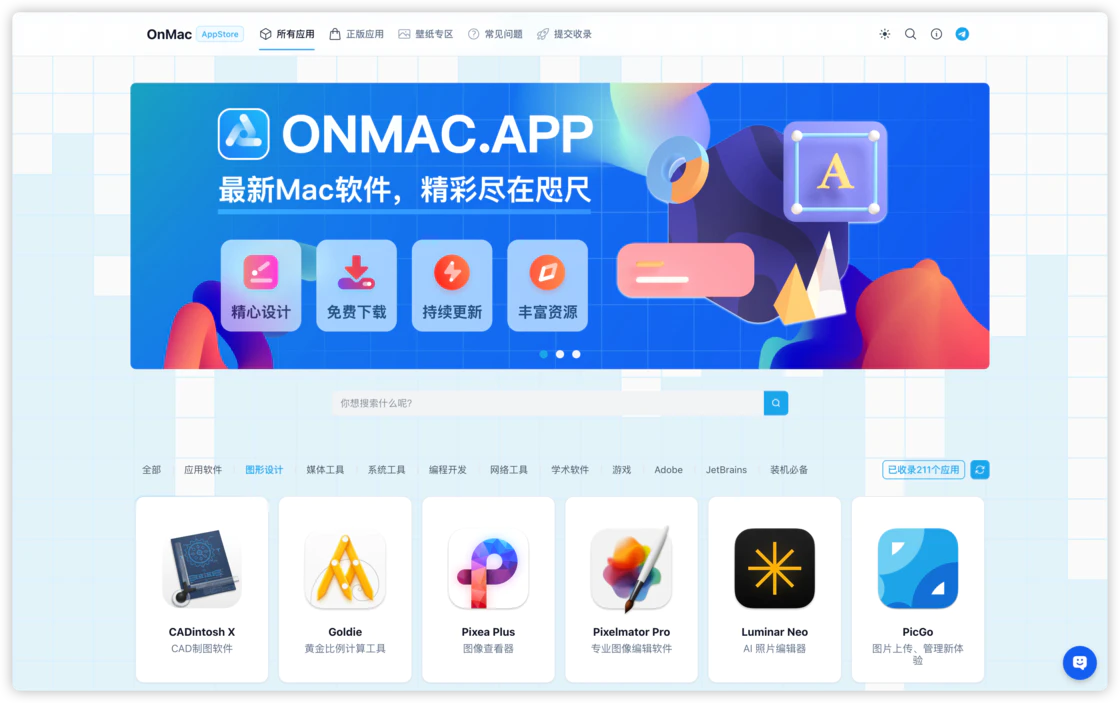 OnMac AppStore 所有应用 正版应用 壁纸专区 常见问题 提交收录
ONMAC.APP
最新Mac软件，精彩尽在咫尺
A
精心设计 免费下载 持续更新 丰富资源
你想搜索什么呢?
全部 应用软件 图形设计 媒体工具 系统工具 编程开发 网络工具 学术软件 游戏 Adobe JetBrains 装机必备 已收录211个应用
CADintosh X Goldie Pixea Plus Pixelmator Pro Luminar Neo PicGo
CAD制图软件 黄金比例计算工具 图像查看器 专业图像编辑软件 AI 照片编辑器 图片上传、管理新体
验